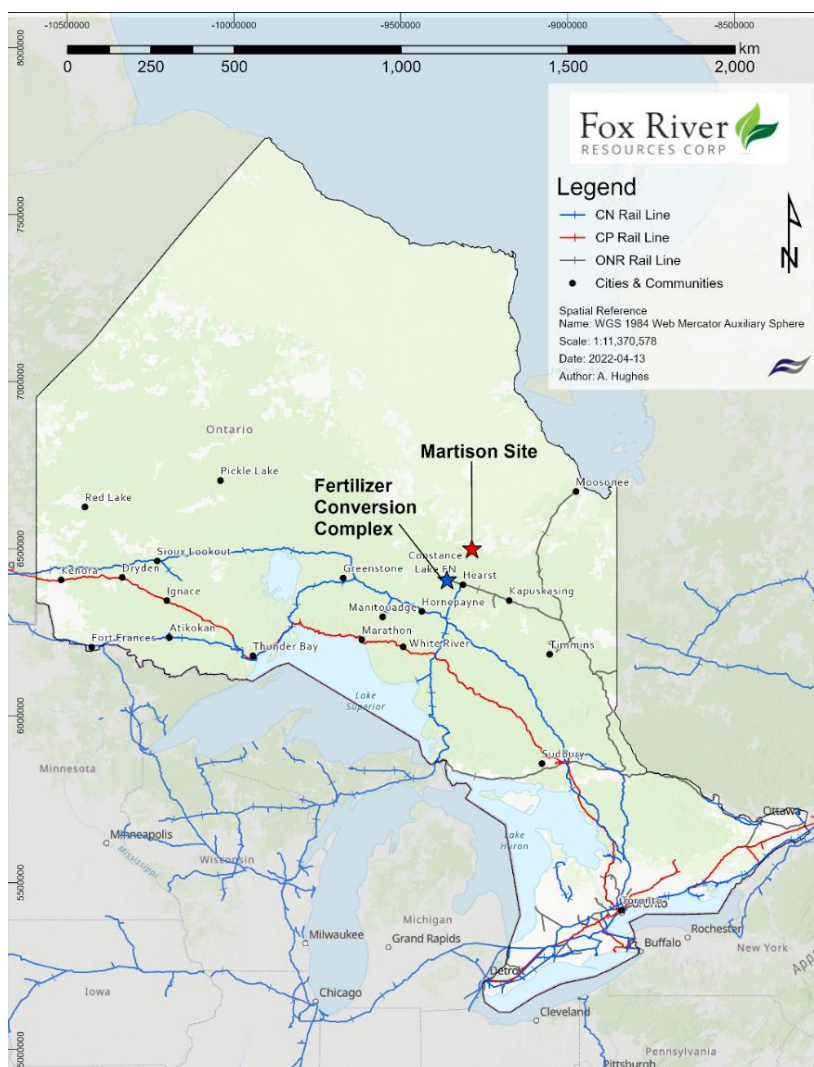 -10500000 -10000000 -9500000 -9000000 -8500000
8000000
km
0 250 500 1,000 1,500 2,000
Fox River
RESOURCES CORP
Legend
CN Rail Line
CP Rail Line
ONR Rail Line
Cities & Communities
N
Spatial Reference
Name: WGS 1984 Web Mercator Auxiliary Sphere
Scale: 1:11,370,578
Date: 2022-04-13
Author: A. Hughes
7500000
7000000
Ontario
Martison Site
Pickle Lake
Fertilizer
Conversion
Complex
Moosonee
Red Lake
6500000
Sioux Lookout
Constance
Lake FN
Kenora
Dryden
Greenstone
Hearst
Ignace
Kapuskasing
Manitouadge
Hornepayne
Fort Frances
Atikokan
Marathon
White River
Thunder Bay
Timmins
Lake
Superior
6000000
Sudbury
Minnesota
Ottawa
Minneapolis
Mississippi
Wisconsin
Lake
Huron
5500000
Toronto
Toronto
Michigan
Milwaukee
Grand Rapids
Buffalo
Rochester
New York
Detroit
Iowa
Chicago
Cleveland
5000000
Pennsylvania
Pittsburgh